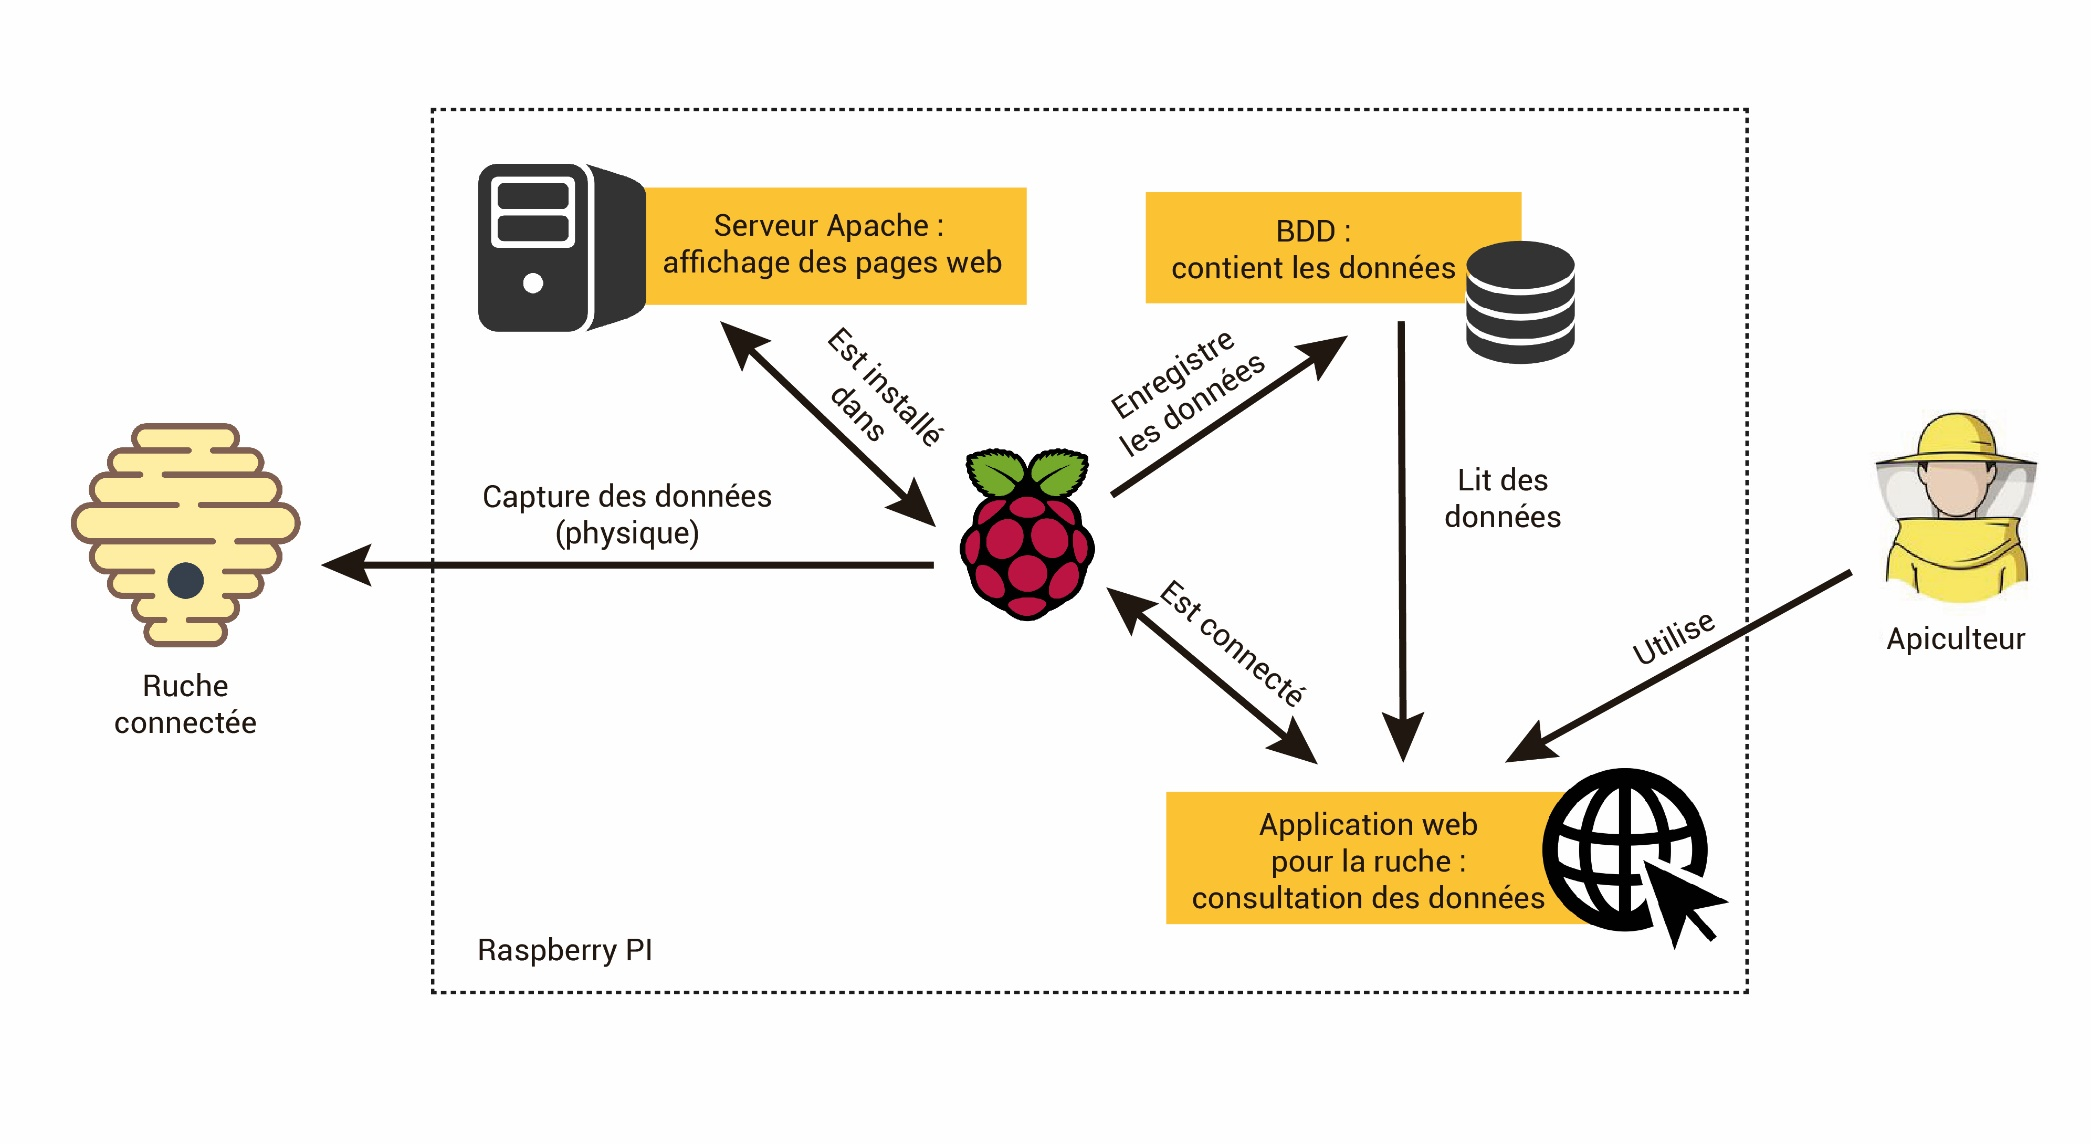 Serveur Apache :
affichage des pages web
BDD :
contient les données
Est installé
dans
Enregistre
les données
Capture des données
(physique)
Lit des
données
Est connecté
Utilise
Apiculteur
Ruche
connectée
Application web
pour la ruche :
consultation des données
Raspberry PI